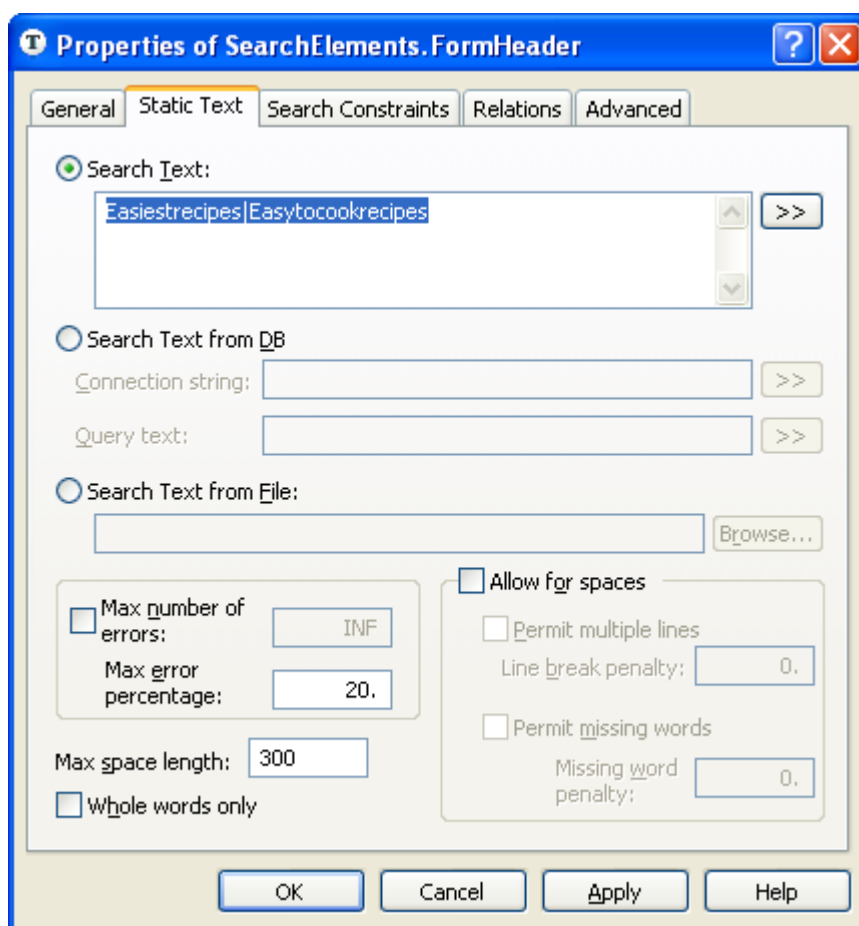 Properties of SearchElements.FormHeader
General Static Text Search Constraints Relations Advanced
Search Text:
Easiestrecipes|Easytocookrecipes
>>
Search Text from DB
Connection string: >>
Query text: >>
Search Text from File:
Browse...
Max number of errors: INF
Max error percentage: 20.
Max space length: 300
Whole words only
Allow for spaces
Permit multiple lines
Line break penalty: 0.
Permit missing words
Missing word penalty: 0.
OK Cancel Apply Help